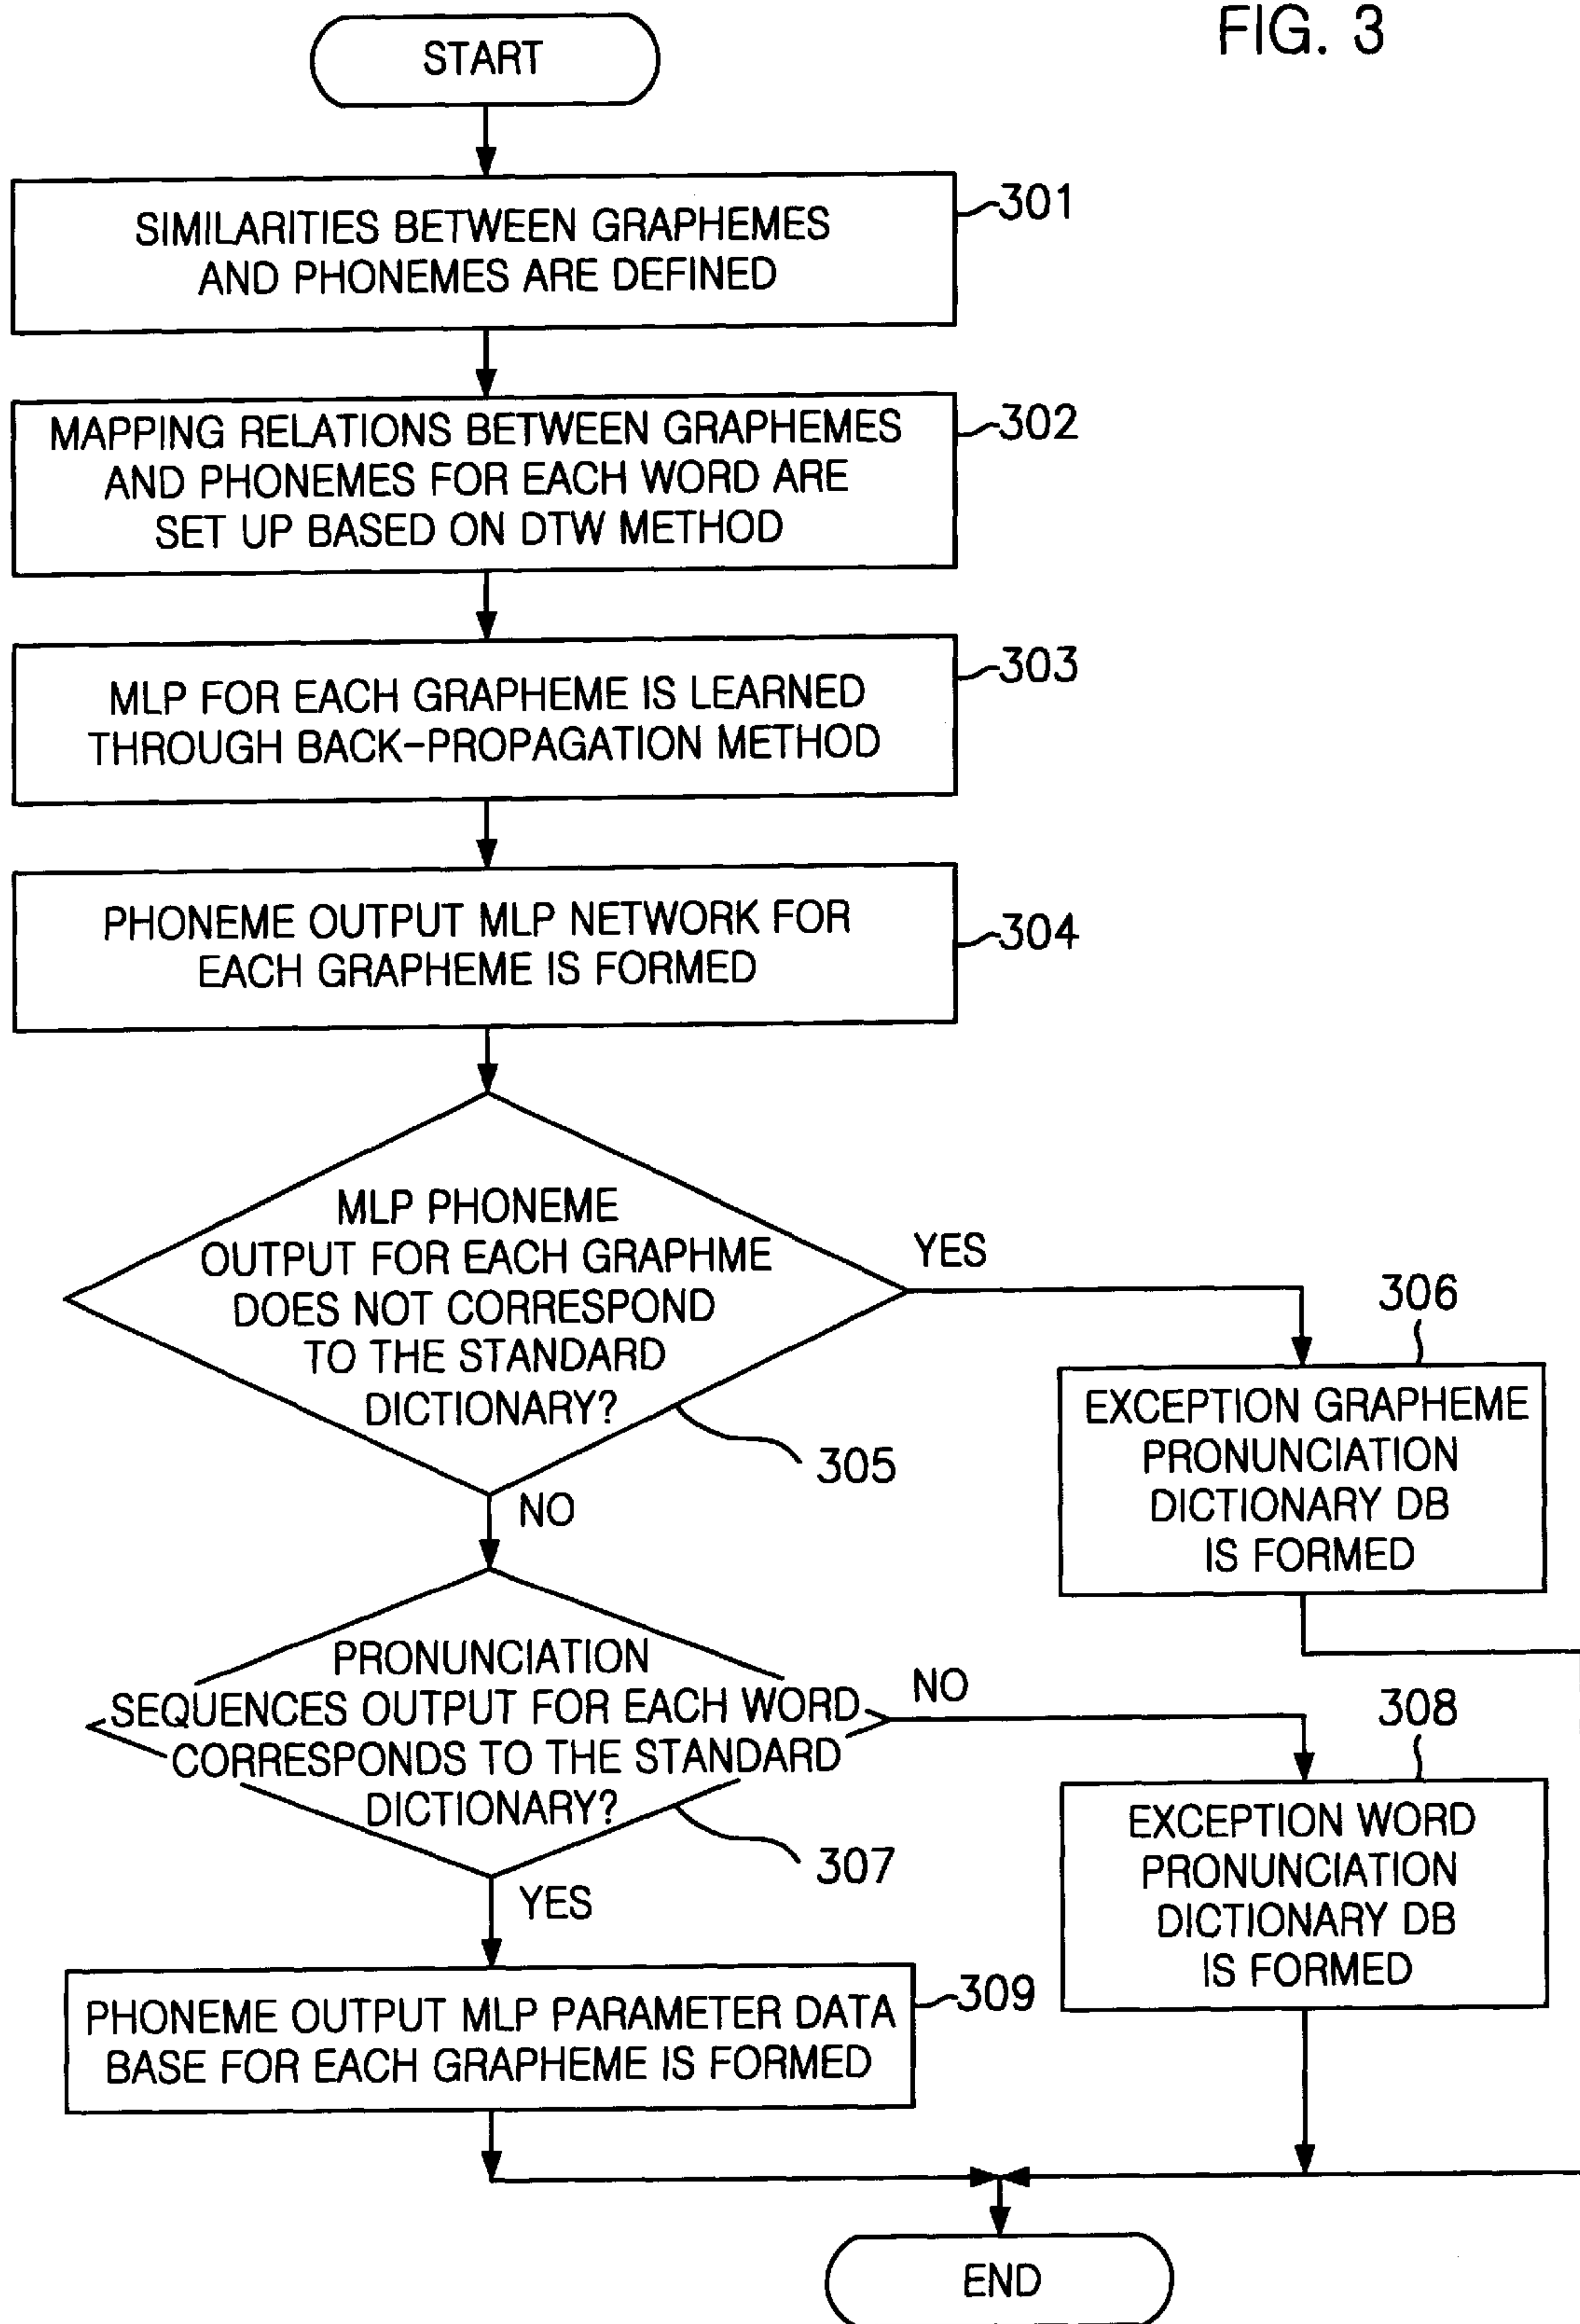 FIG. 3
START
SIMILARITIES BETWEEN GRAPHEMES
AND PHONEMES ARE DEFINED
301
MAPPING RELATIONS BETWEEN GRAPHEMES
AND PHONEMES FOR EACH WORD ARE
SET UP BASED ON DTW METHOD
302
MLP FOR EACH GRAPHEME IS LEARNED
THROUGH BACK-PROPAGATION METHOD
303
PHONEME OUTPUT MLP NETWORK FOR
EACH GRAPHEME IS FORMED
304
MLP PHONEME
OUTPUT FOR EACH GRAPHME
DOES NOT CORRESPOND
TO THE STANDARD
DICTIONARY?
305
YES
NO
306
EXCEPTION GRAPHEME
PRONUNCIATION
DICTIONARY DB
IS FORMED
PRONUNCIATION
SEQUENCES OUTPUT FOR EACH WORD
CORRESPONDS TO THE STANDARD
DICTIONARY?
307
NO
YES
308
EXCEPTION WORD
PRONUNCIATION
DICTIONARY DB
IS FORMED
PHONEME OUTPUT MLP PARAMETER DATA
BASE FOR EACH GRAPHEME IS FORMED
309
END